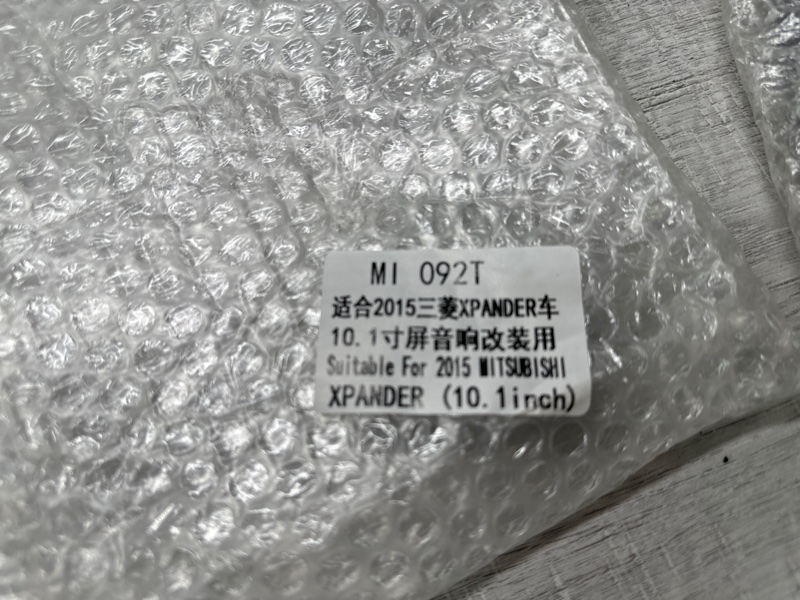 MI 092T
适合2015三菱XPANDER车
10.1寸屏音响改装用
Suitable For 2015 MITSUBISHI
XPANDER (10.1inch)